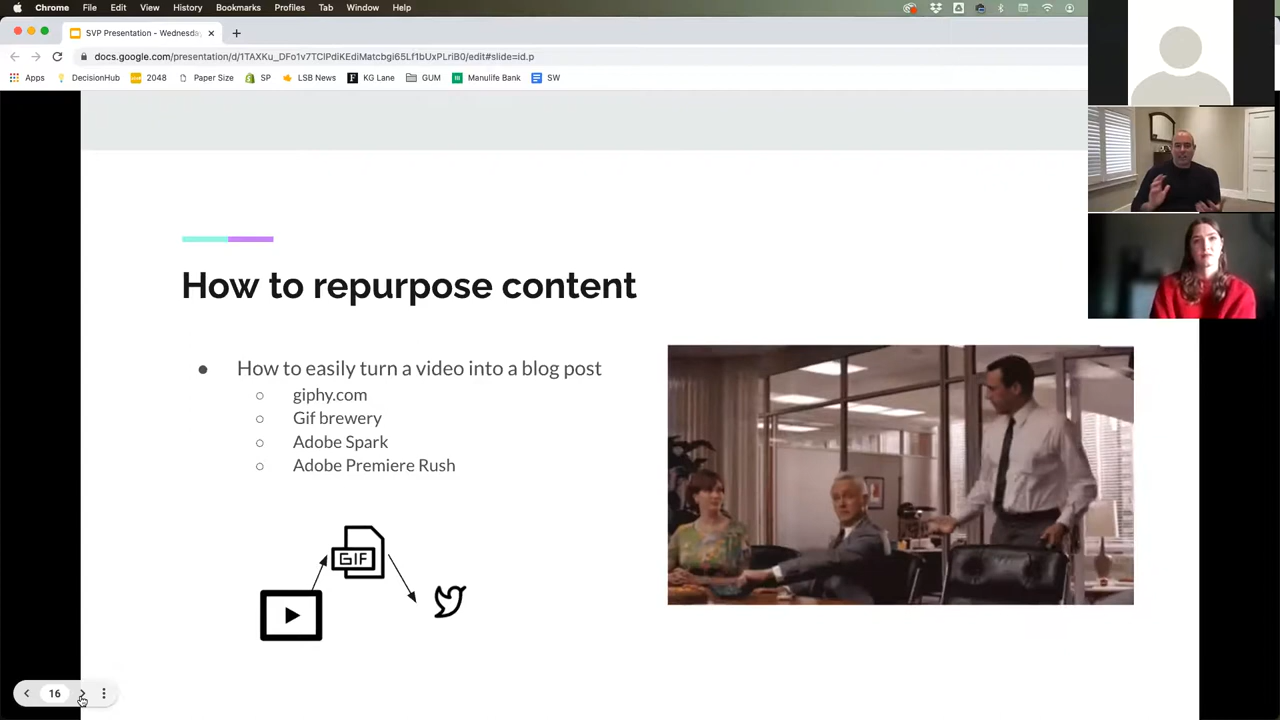 Chrome File Edit View History Bookmarks Profiles Tab Window Help
SVP Presentation - Wednesda
docs.google.com/presentation/d/1TAXKu_DFo1v7TClPdiKEdiMatcbgi65Lf1bUxPLriB0/edit#slide=id.p
Apps DecisionHub 2048 Paper Size SP LSB News KG Lane GUM Manulife Bank SW
How to repurpose content
● How to easily turn a video into a blog post
○ giphy.com
○ Gif brewery
○ Adobe Spark
○ Adobe Premiere Rush
GIF
16